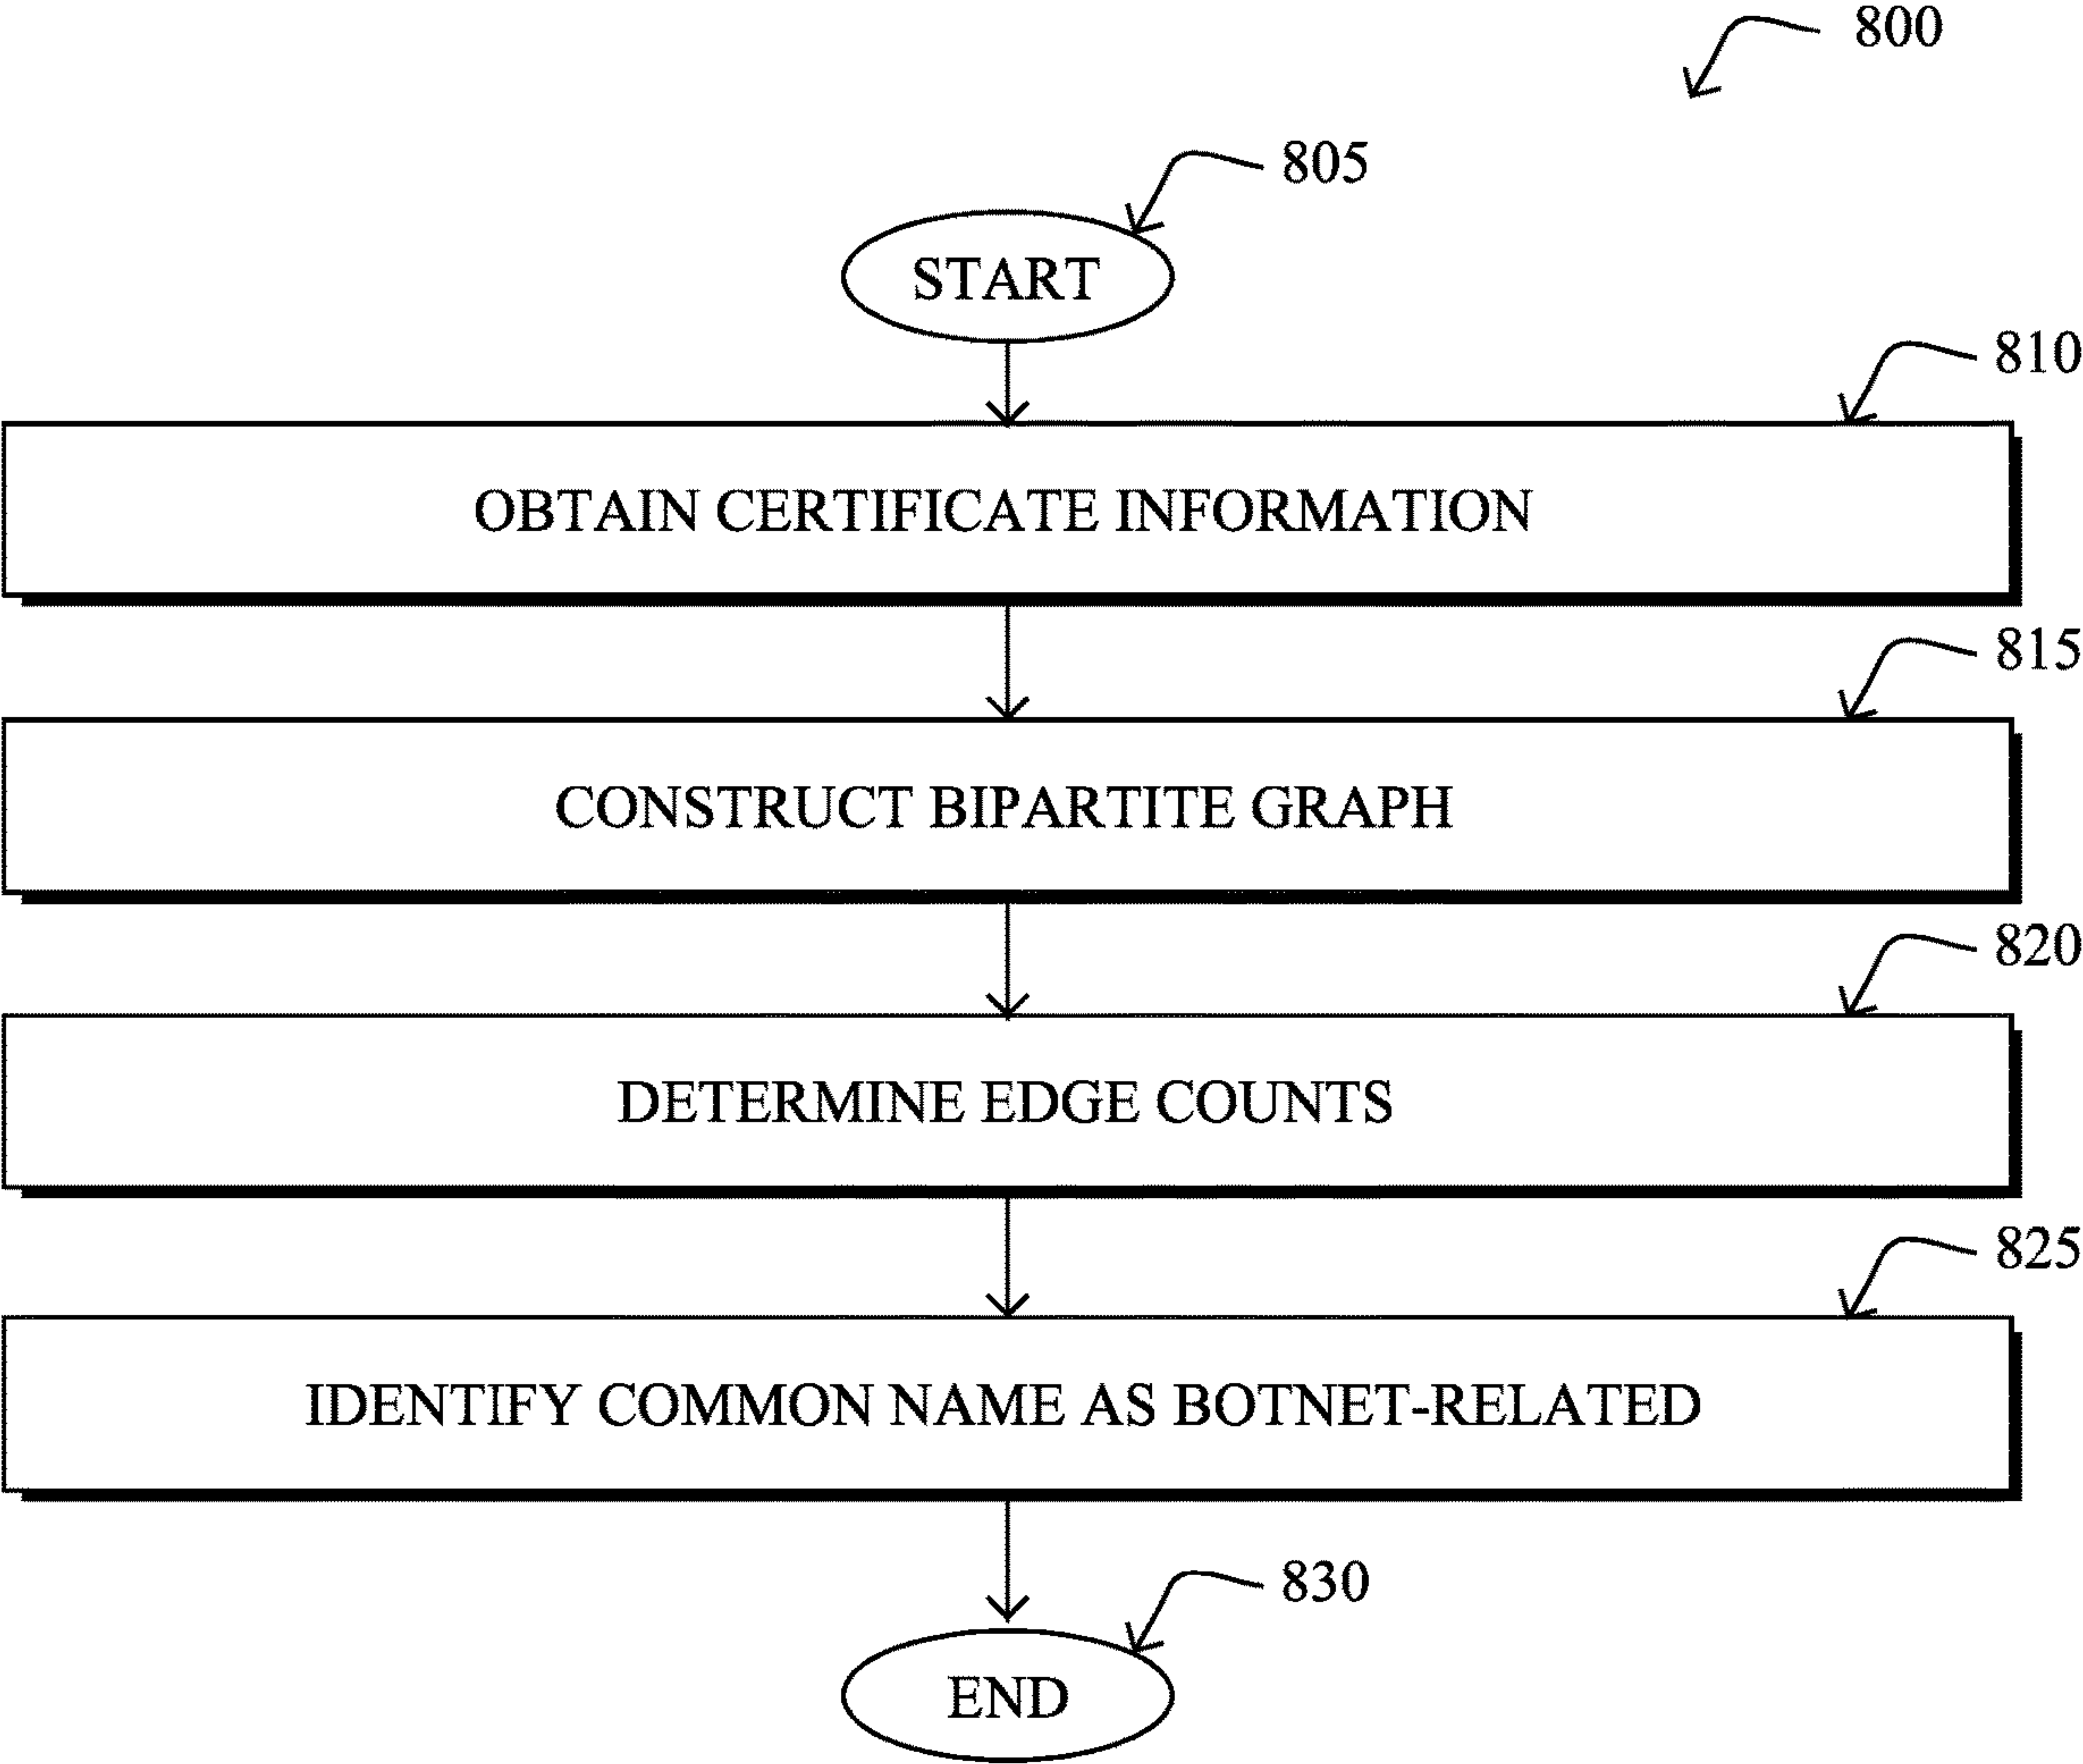 800
805
START
810
OBTAIN CERTIFICATE INFORMATION
815
CONSTRUCT BIPARTITE GRAPH
820
DETERMINE EDGE COUNTS
825
IDENTIFY COMMON NAME AS BOTNET-RELATED
830
END